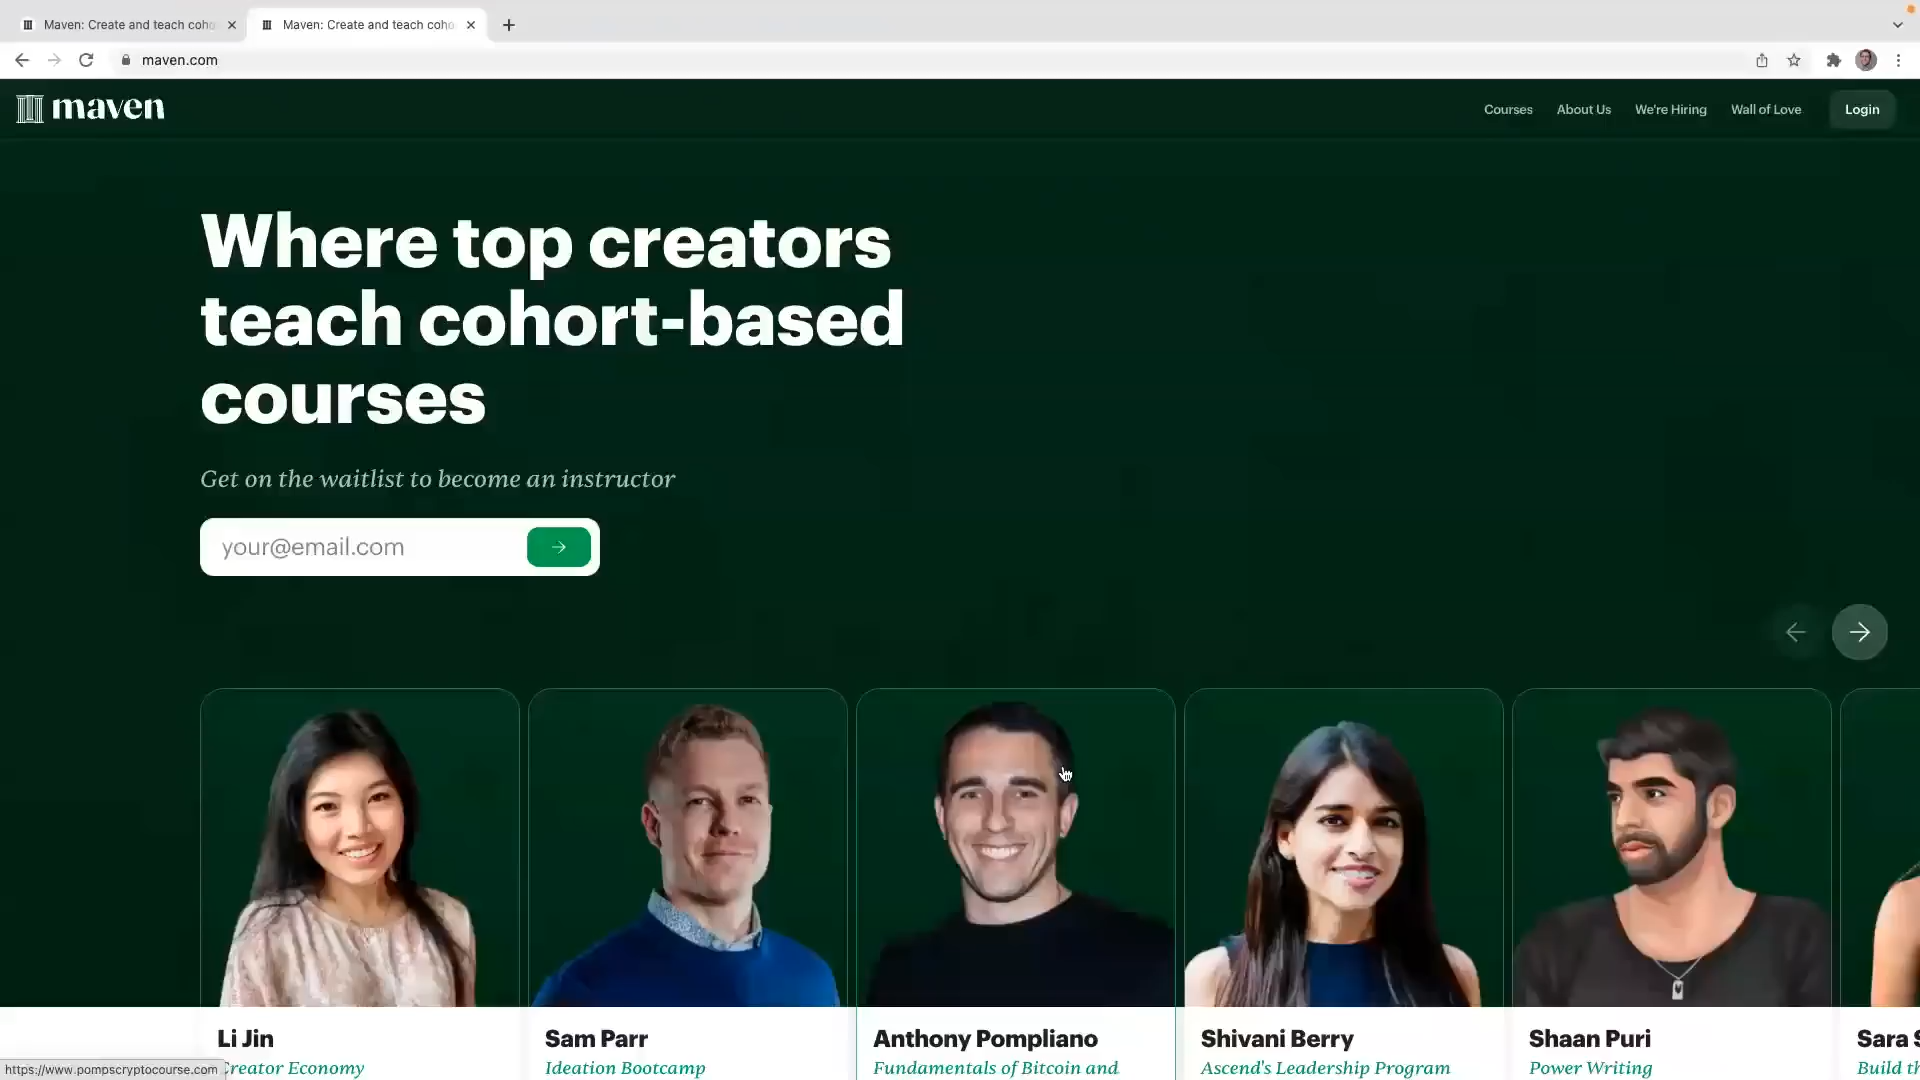 Maven: Create and teach coho
Maven: Create and teach coho
maven.com
maven
Courses
About Us
We're Hiring
Wall of Love
Login
Where top creators
teach cohort-based
courses
Get on the waitlist to become an instructor
your@email.com
Li Jin
Creator Economy
Sam Parr
Ideation Bootcamp
Anthony Pompliano
Fundamentals of Bitcoin and
Shivani Berry
Ascend's Leadership Program
Shaan Puri
Power Writing
Sara S
Build th
https://www.pompscryptocourse.com